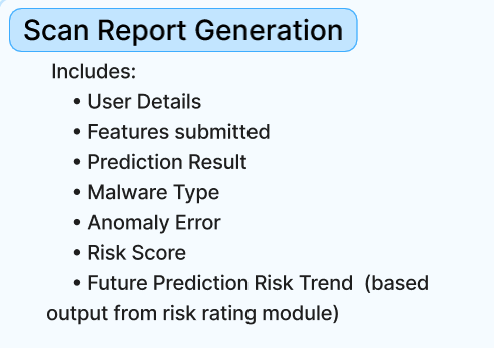 Scan Report Generation
Includes:
• User Details
• Features submitted
• Prediction Result
• Malware Type
• Anomaly Error
• Risk Score
• Future Prediction Risk Trend (based
output from risk rating module)